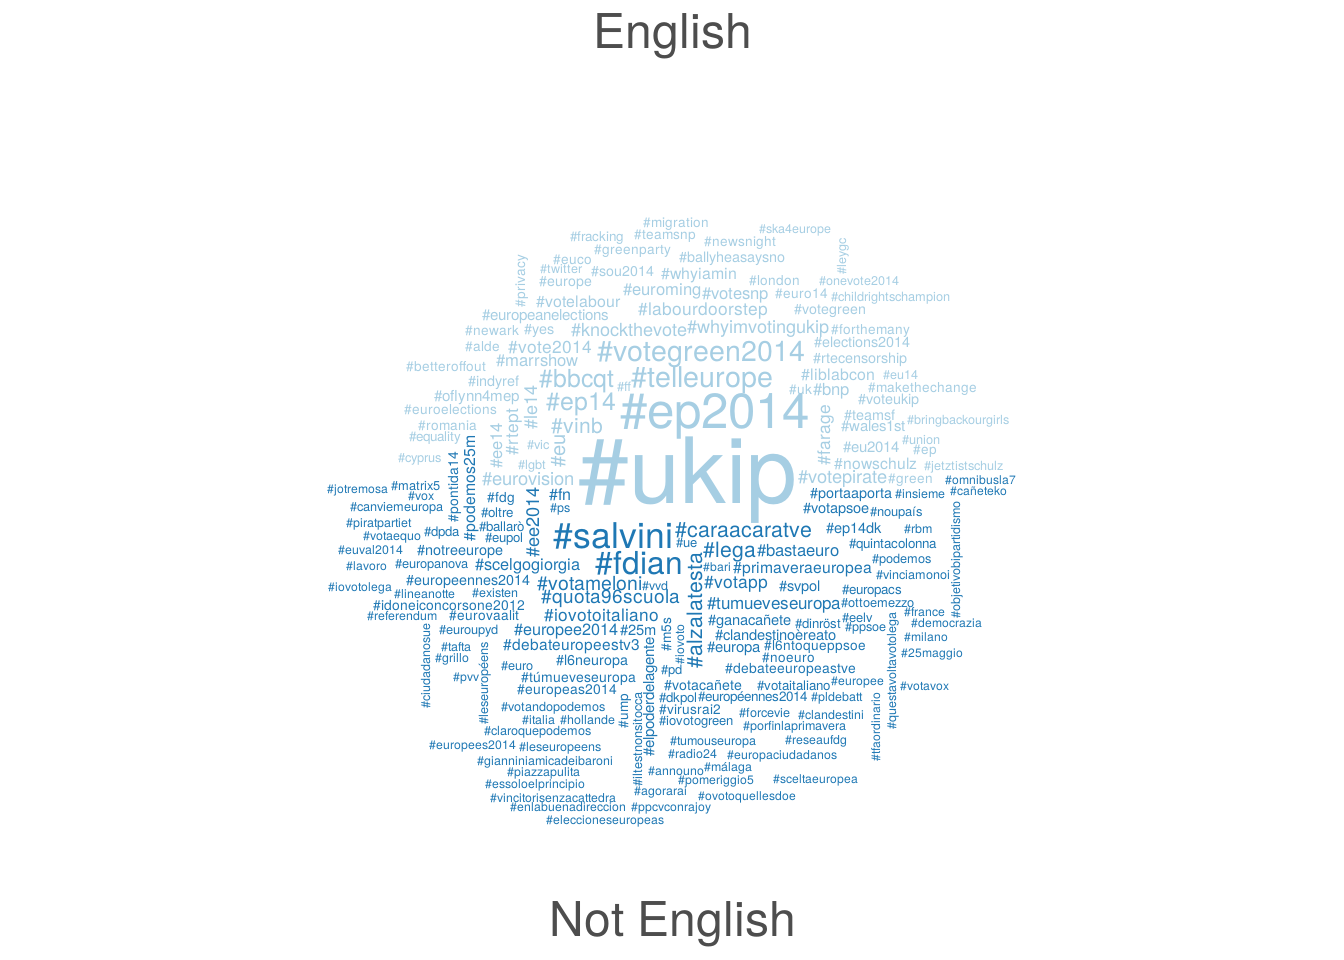 English
#migration
#ska4europe
#fracking #teamsnp
#newsnight
#greenparty
#leygc
#euco
#ballyheasaysno
#privacy
#twitter #sou2014 #whyiamin
#europe
#london #onevote2014
#euroming #votesnp #euro14 #childrightschampion
#votelabour
#labourdoorstep #votegreen
#europeanelections
#newark #yes #knockthevote #whyimvotingukip #forthemany
#alde #vote2014 #votegreen2014 #elections2014
#marrshow #rtecensorship
#betteroffout
#indyref #bbcqt #ff #telleurope #liblabcon #eu14
#uk #bnp #makethechange
#oflynn4mep #le14 #ep14 #voteukip
#euroelections #ep2014 #teamsf #bringbackourgirls
#romania #rtept #vinb #farage #wales1st
#equality #ee14 #vic #eu #eu2014 #union
#ep
#cyprus #lgbt #ukip #nowschulz #jetztistschulz
#eurovision #votepirate #green
#omnibusla7
#jotremosa #matrix5 #pontida14 #podemos25m #fdg #fn #portaaporta #insieme #cañeteko
#vox
#canviemeuropa #oltre #ps #votapsoe #noupaís
#piratpartiet #dpda #ballarò #ee2014 #salvini #caraacaratve #ep14dk #rbm #objetivobipartidismo
#votaequo #eupol
#euval2014 #notreeurope #ue #lega #bastaeuro #quintacolonna
#lavoro #europanova #scelgogiorgia #fdian #bari #primaveraeuropea #podemos
#vinciamonoi
#iovotolega #europeennes2014 #votameloni #vvd #alzalatesta #votapp #svpol #europacs
#lineanotte #existen #quota96scuola
#idoneiconcorsone2012 #tumueveseuropa #ottoemezzo
#referendum #eurovaalit #iovotoitaliano #ganacañete #dinröst #eelv #france
#ppsoe #democrazia
#ciudadanosue #euroupyd #europee2014 #25m #m5s #iovoto #clandestinoèreato #milano
#tafta #debateuropeestv3 #europa #l6ntoqueppsoe #questavoltavotolega
#grillo #leseuropéens #euro #l6neuropa #elpoderdelagente #noeuro #25maggio
#pvv #túmueveseuropa #pd #debateeuropeastve
#europeas2014 #votacañete #votaitaliano #europee #votavox
#votandopodemos #ump #iltestnonsitocca #dkpol #européennes2014 #pldebatt
#italia #hollande #virusrai2 #forcevie #clandestini #tfaordinario
#claroquepodemos #iovotogreen #porfinlaprimavera
#europees2014 #leseuropeens #tumouseuropa #reseaufdg
#gianniniamicadeibaroni #radio24 #europaciudadanos
#piazzapulita #announo #málaga
#essoloelprincipio #pomeriggio5 #sceltaeuropea
#vincitorisenzacattedra #agorarai #ovotoquellesdoe
#enlabuenadireccion #ppcvconrajoy
#eleccioneseuropeas
Not English